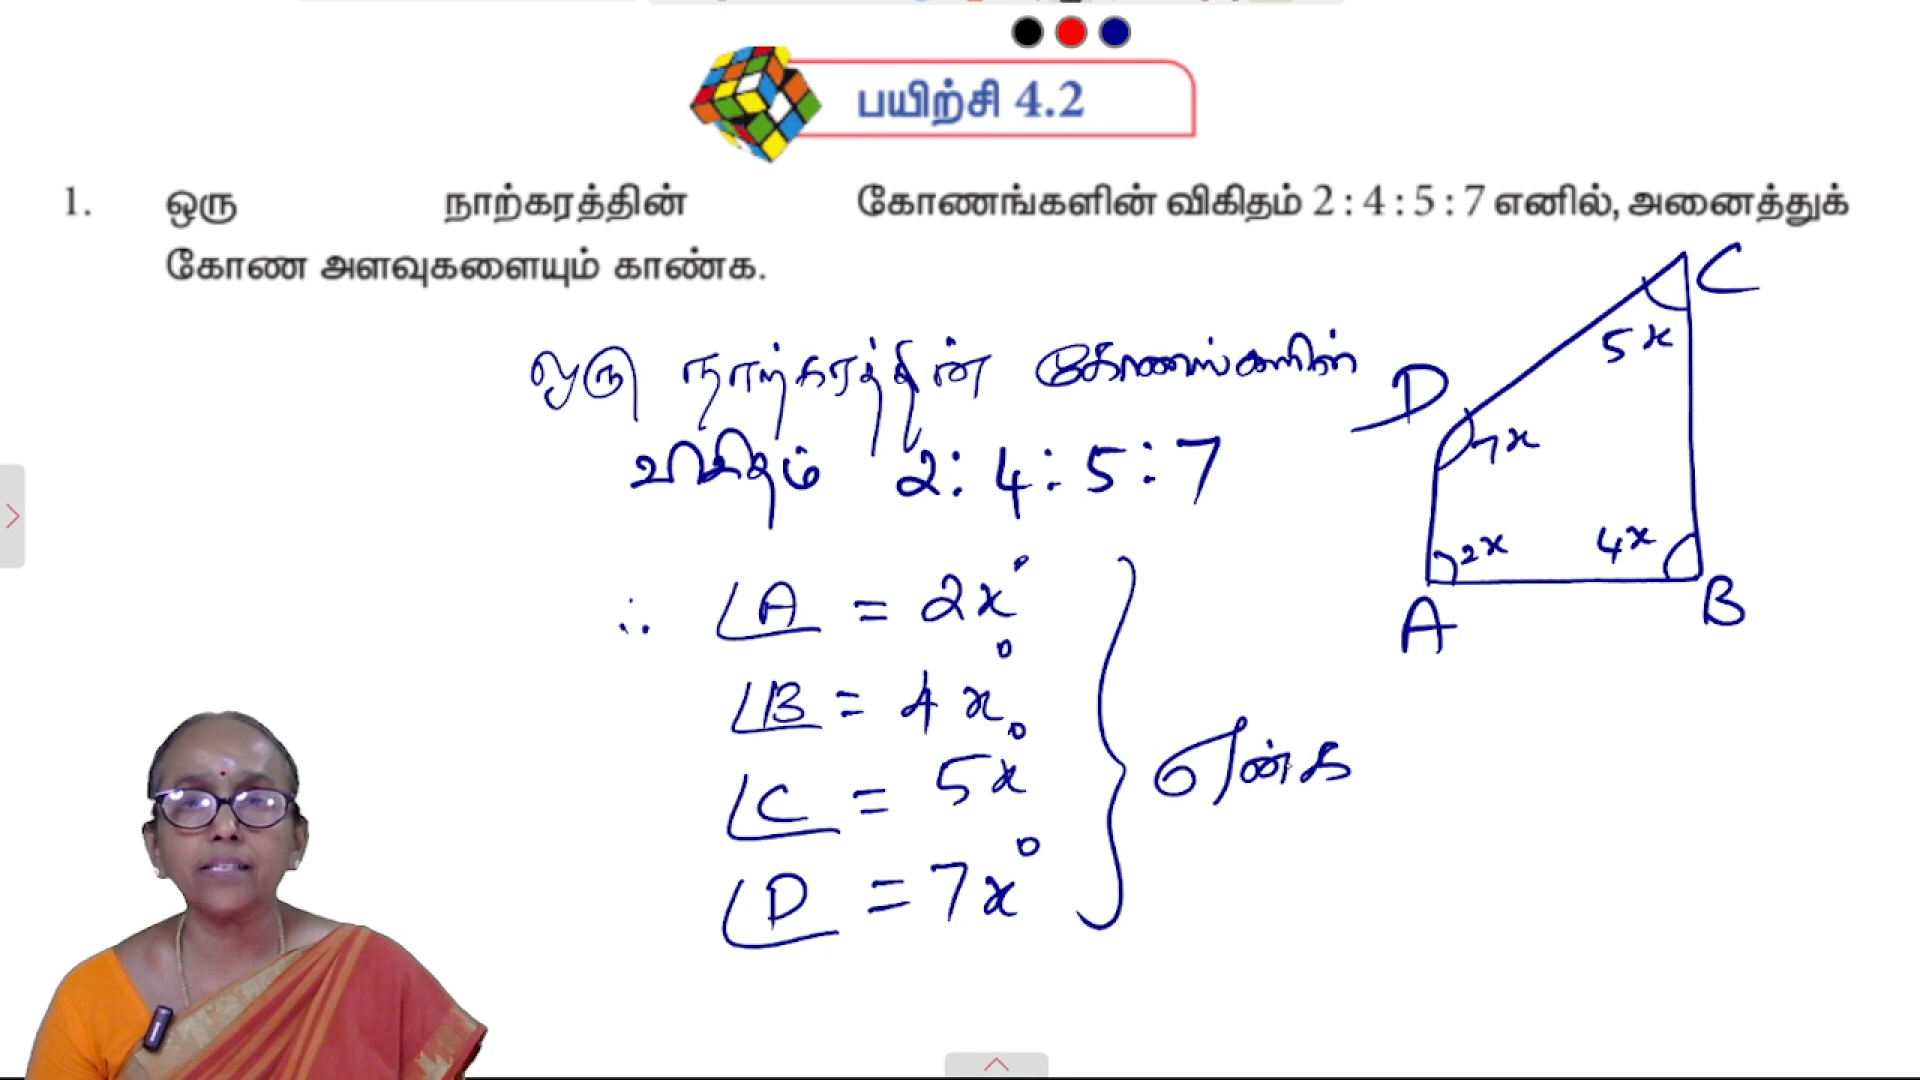 பயிற்சி 4.2
1. ஒரு நாற்கரத்தின் கோணங்களின் விகிதம் 2 : 4 : 5 : 7 எனில், அனைத்துக்
கோண அளவுகளையும் காண்க.
ஒரு நாற்கரத்தின் கோணங்களின்
விகிதம் 2 : 4 : 5 : 7
∴ ∠A = 2x°
∠B = 4x°
∠C = 5x°
∠D = 7x°
என்க
C
5x
D
7x
2x
4x
A
B